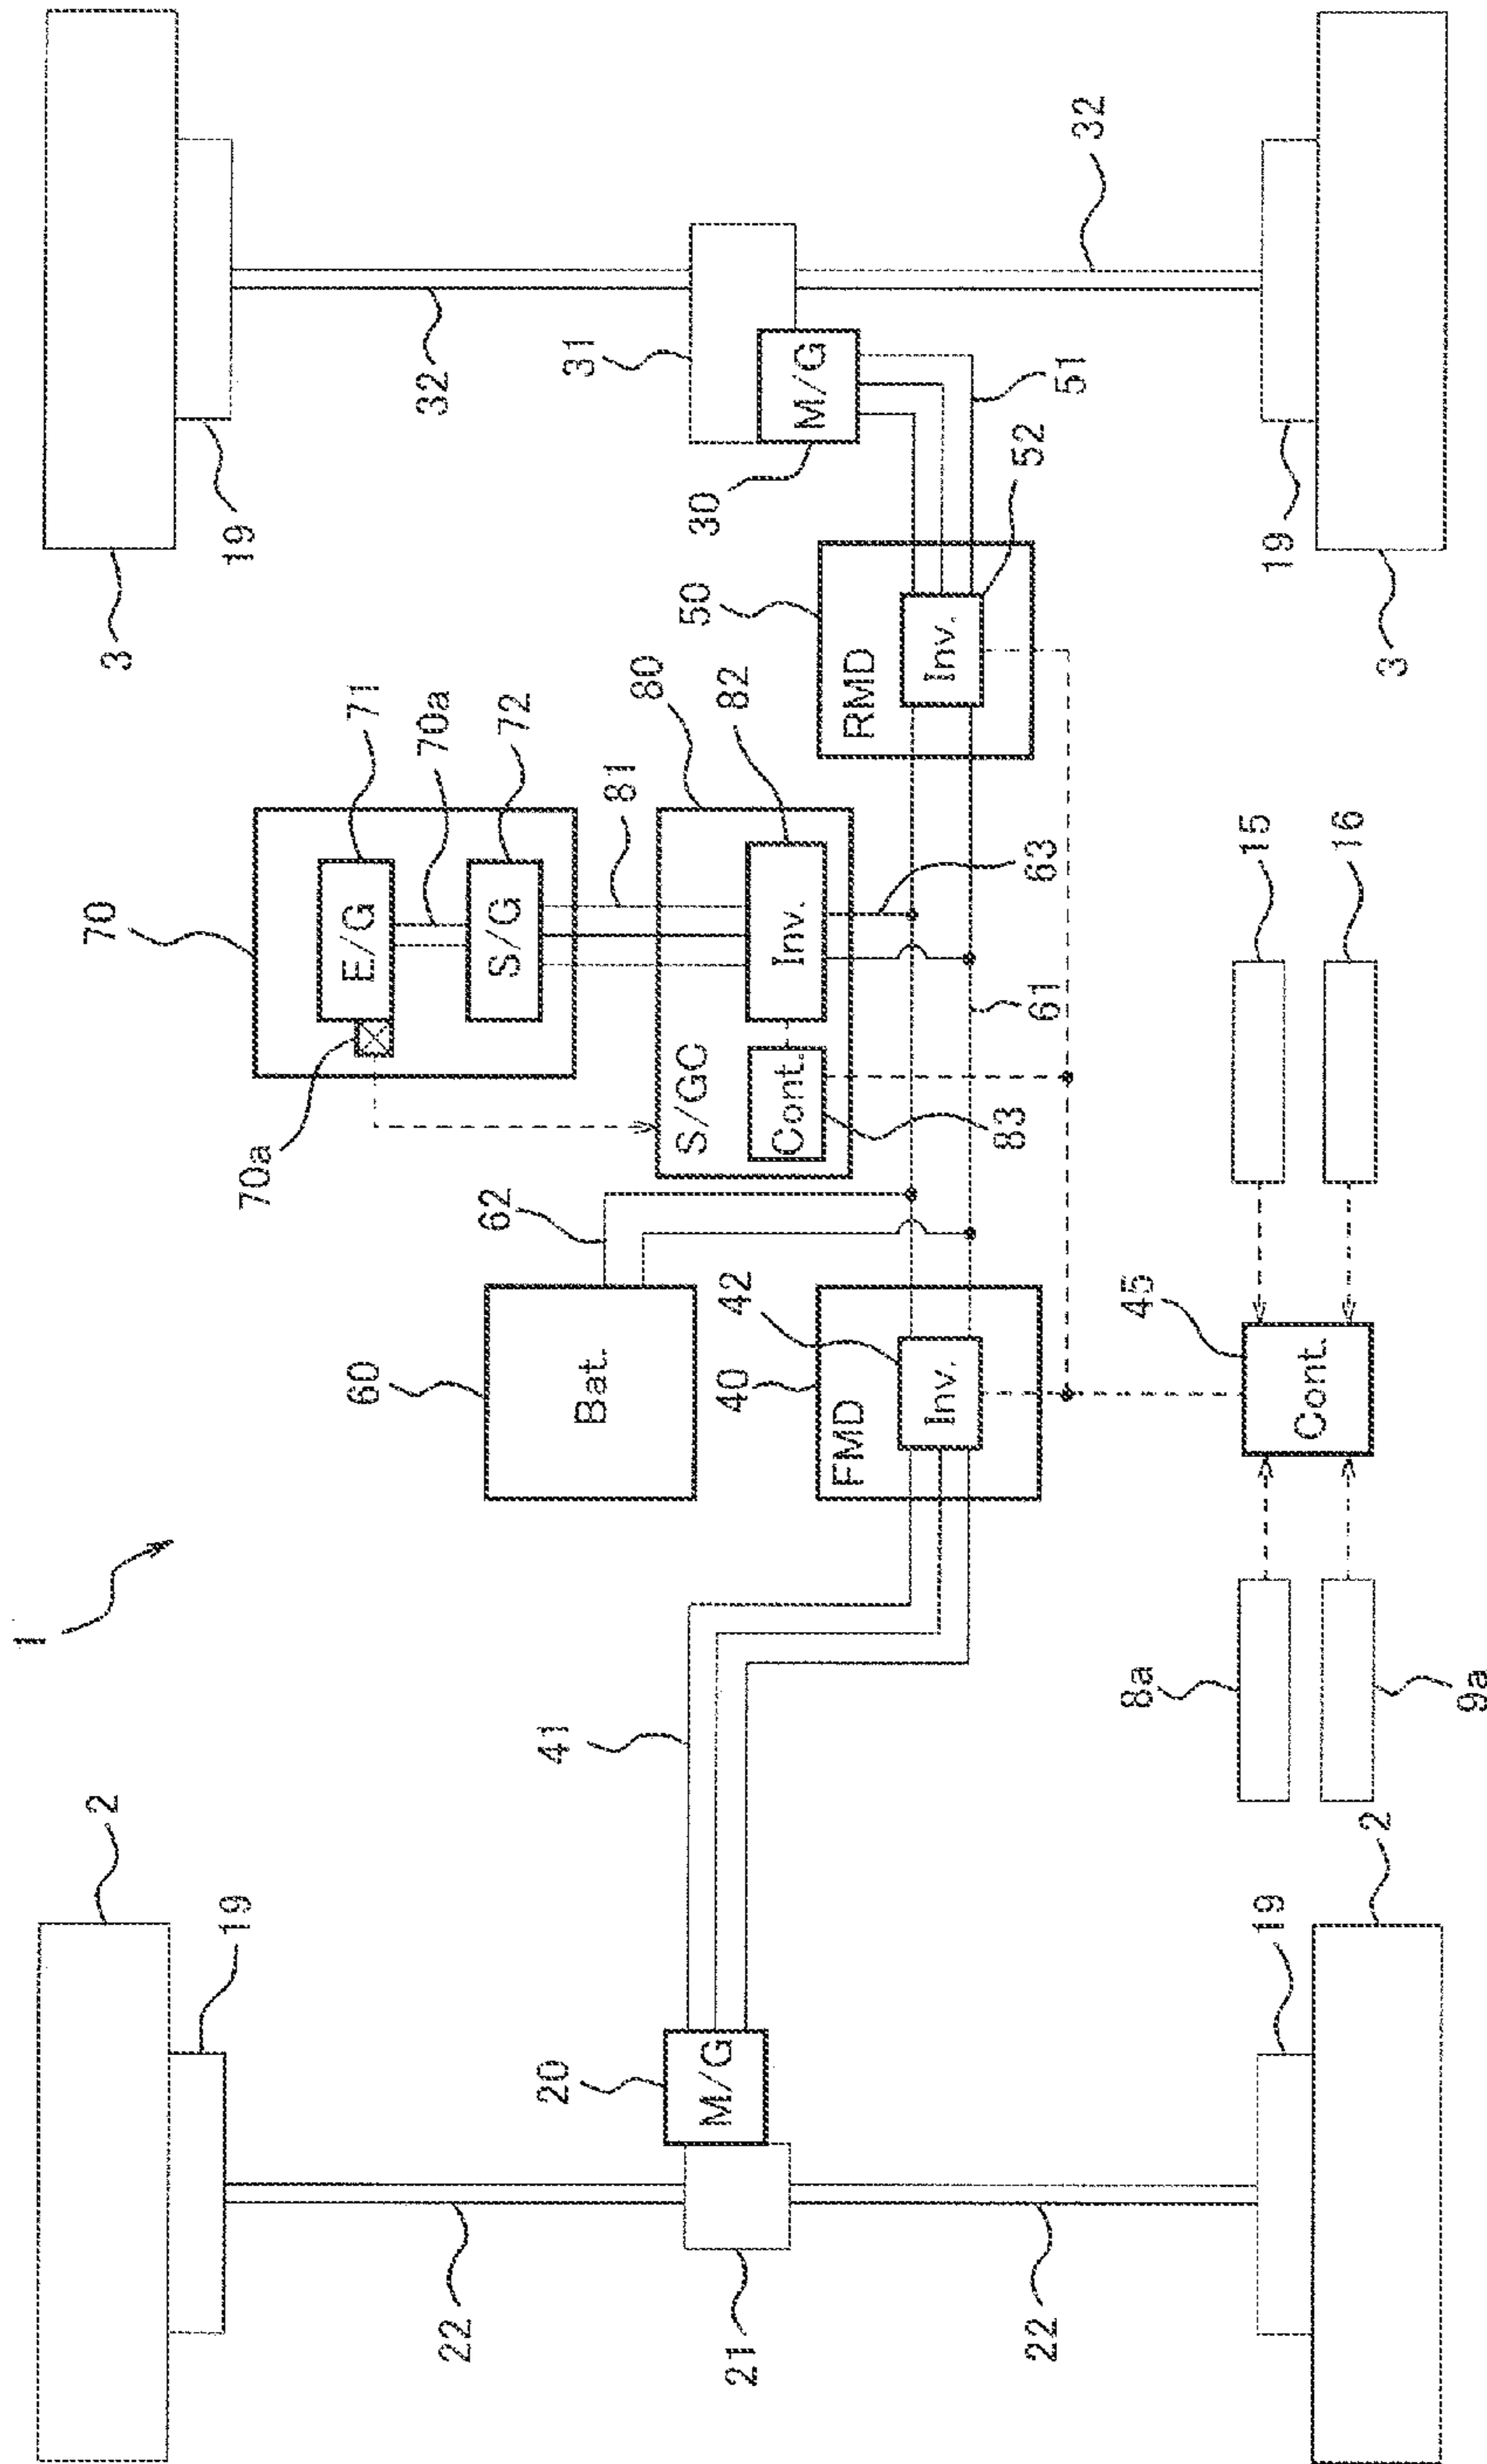 1
2
19
22
20
M/G
21
22
19
2
41
60
Bat.
62
40
42
FMD
Inv.
8a
9a
45
Cont.
15
16
70
71
70a
72
E/G
S/G
70a
81
80
82
S/GC
Inv.
Cont.
83
63
61
50
RMD
Inv.
52
51
30
M/G
31
32
32
3
19
19
3